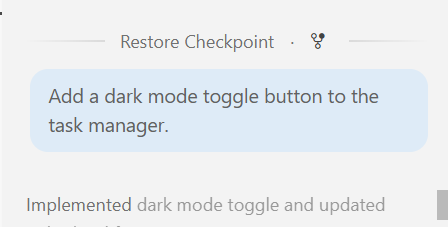 Restore Checkpoint ·
Add a dark mode toggle button to the
task manager.
Implemented dark mode toggle and updated